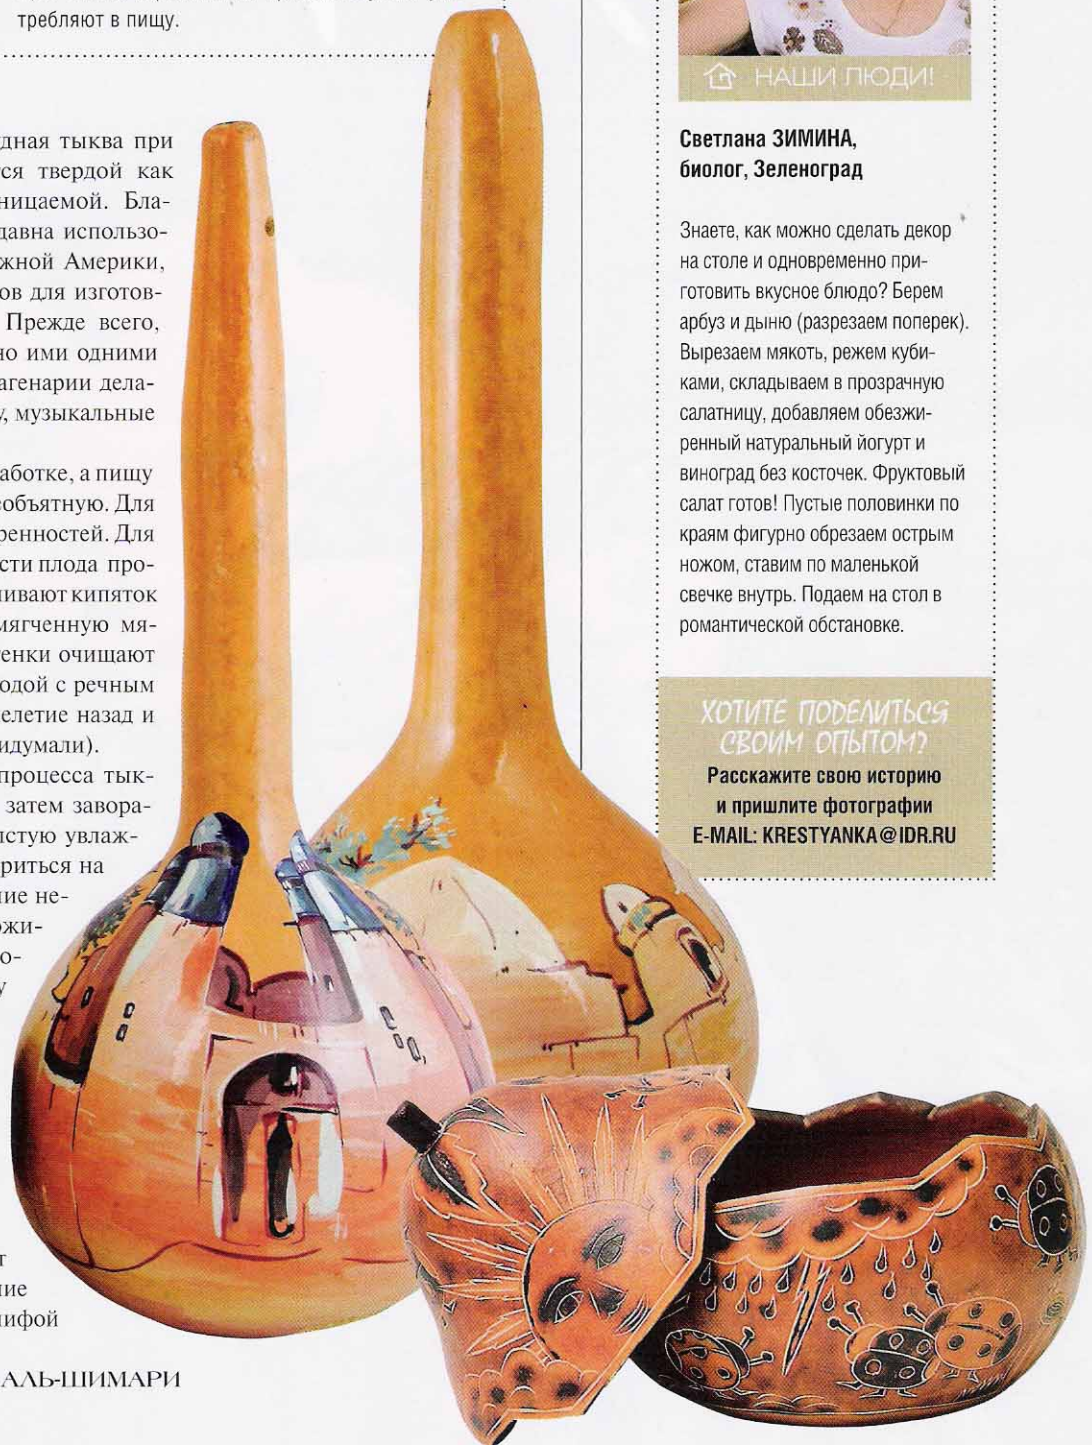 требляют в пищу.
дная тыква при
ся твердой как
ницаемой. Бла-
давна использо-
жной Америки,
ов для изготов-
Прежде всего,
но ими одними
агенарии дела-
у, музыкальные
аботке, а пищу
еобъятную. Для
ренностей. Для
сти плода про-
ливают кипяток
мягченную мя-
тенки очищают
одой с речным
елетие назад и
идумали).
процесса тык-
затем завора-
лстую увлаж-
риться на
ие не-
жи-
о-
у
т
ие
ифой
АЛЬ-ШИМАРИ
НАШИ ЛЮДИ!
Светлана ЗИМИНА,
биолог, Зеленоград
Знаете, как можно сделать декор
на столе и одновременно при-
готовить вкусное блюдо? Берем
арбуз и дыню (разрезаем поперек).
Вырезаем мякоть, режем куби-
ками, складываем в прозрачную
салатницу, добавляем обезжи-
ренный натуральный йогурт и
виноград без косточек. Фруктовый
салат готов! Пустые половинки по
краям фигурно обрезаем острым
ножом, ставим по маленькой
свечке внутрь. Подаем на стол в
романтической обстановке.
ХОТИТЕ ПОДЕЛИТЬСЯ
СВОИМ ОПЫТОМ?
Расскажите свою историю
и пришлите фотографии
E-MAIL: KRESTYANKA@IDR.RU